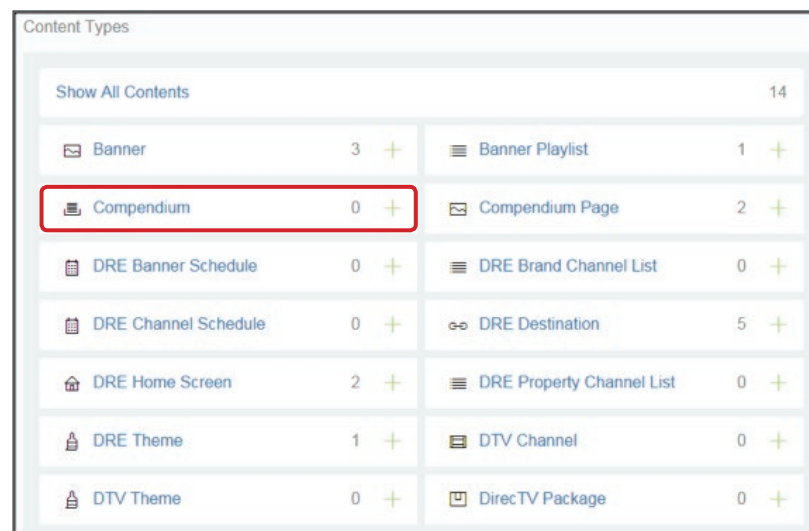 Content Types
Show All Contents 14
Banner 3 + Banner Playlist 1 +
Compendium 0 + Compendium Page 2 +
DRE Banner Schedule 0 + DRE Brand Channel List 0 +
DRE Channel Schedule 0 + DRE Destination 5 +
DRE Home Screen 2 + DRE Property Channel List 0 +
DRE Theme 1 + DTV Channel 0 +
DTV Theme 0 + DirecTV Package 0 +